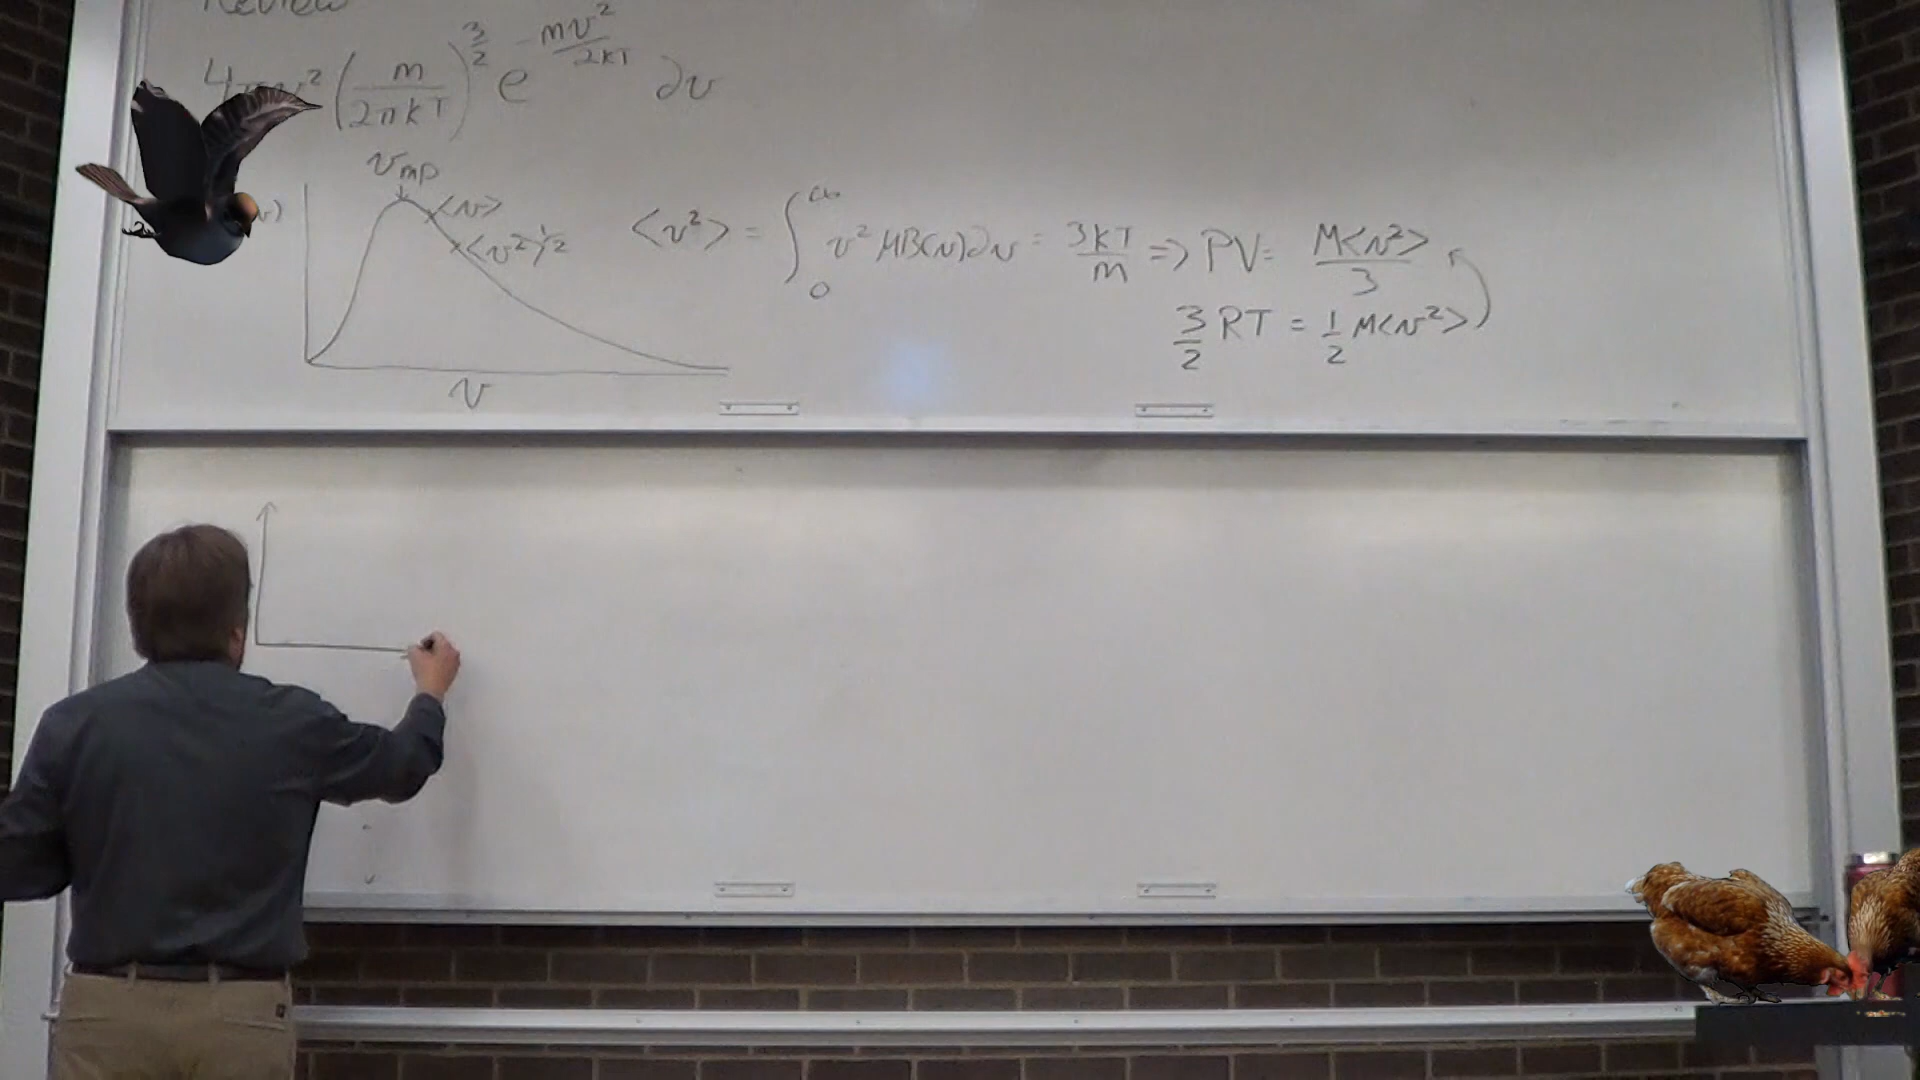 Review
4πv² (m/2πkT)^3/2 e^-mv²/2kT ∂v
v_mp
<v>
<v²>^1/2
v)
v
<v²> = ∫₀^∞ v² MB(v)∂v = 3kT/m => PV = M<v²>/3
3/2 RT = 1/2 M<v²>